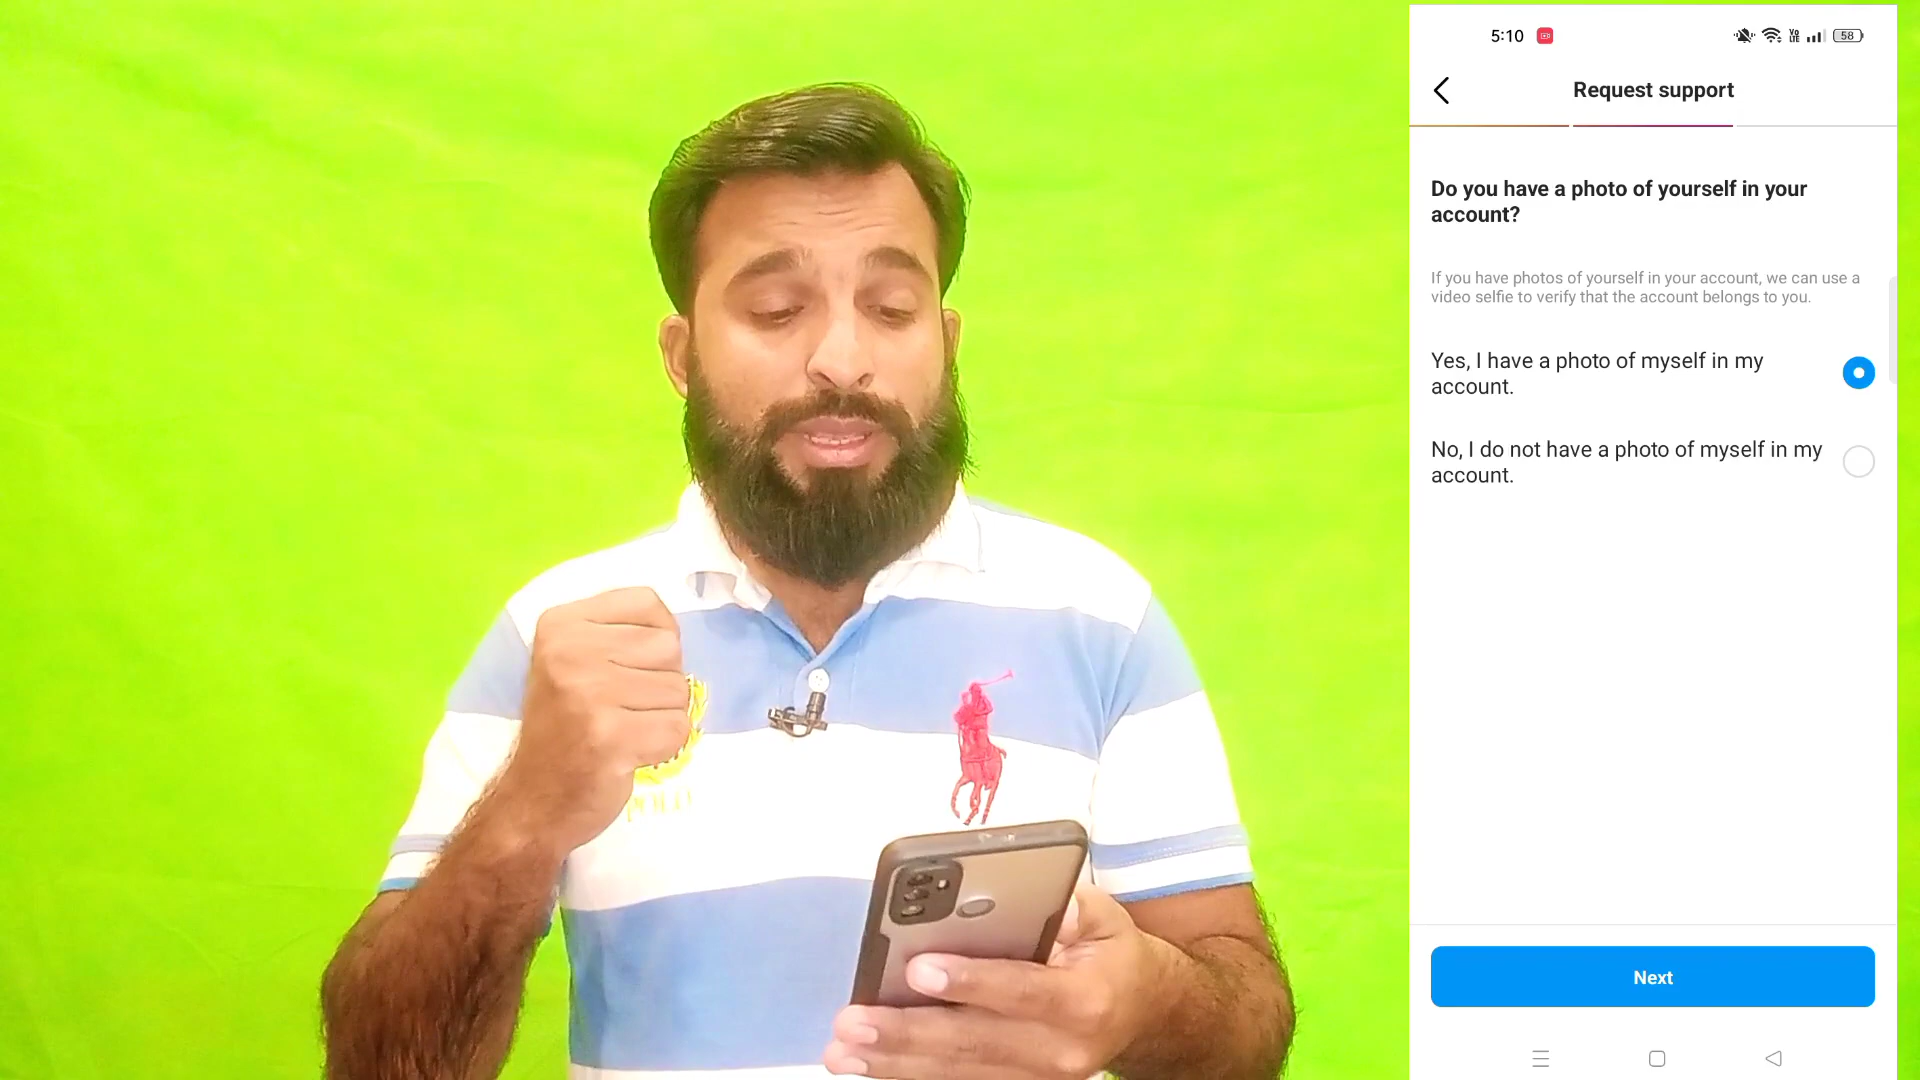 5:10
VO
LTE
58
Request support
Do you have a photo of yourself in your
account?
If you have photos of yourself in your account, we can use a
video selfie to verify that the account belongs to you.
Yes, I have a photo of myself in my
account.
No, I do not have a photo of myself in my
account.
Next